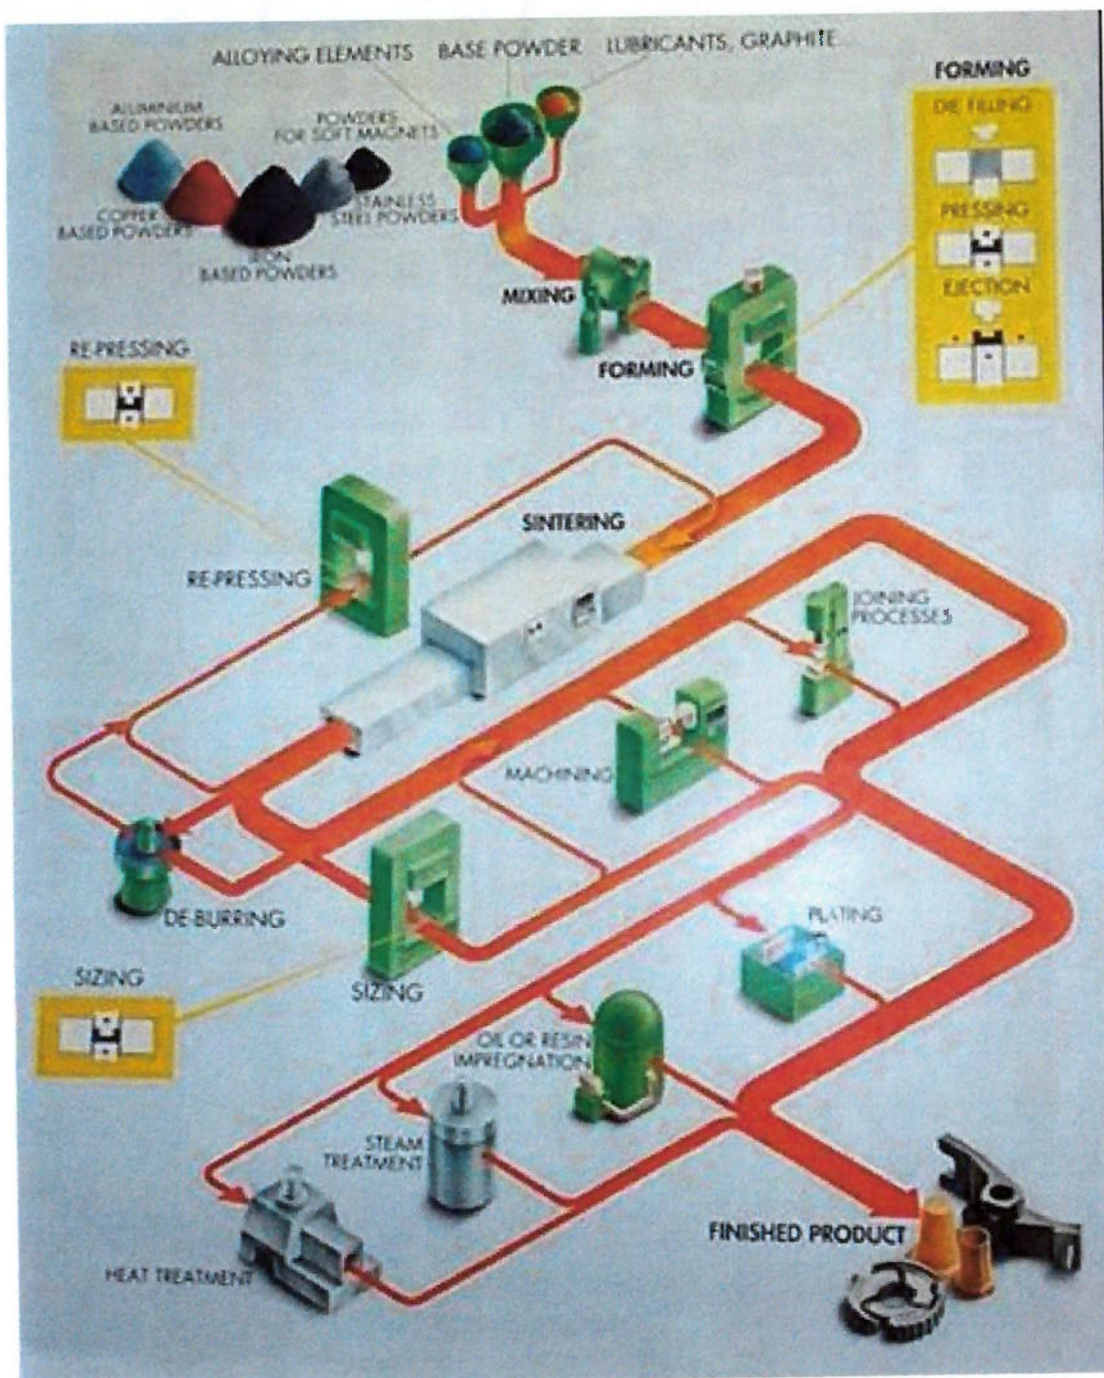 ALLOYING ELEMENTS
BASE POWDER
LUBRICANTS, GRAPHITE
ALUMINIUM
BASED POWDERS
POWDERS
FOR SOFT MAGNETS
COPPER
BASED POWDERS
STAINLESS
STEEL POWDERS
IRON
BASED POWDERS
FORMING
DIE FILLING
PRESSING
EJECTION
MIXING
FORMING
RE-PRESSING
SINTERING
RE-PRESSING
JOINING
PROCESSES
MACHINING
DE-BURRING
SIZING
SIZING
PLATING
OIL OR RESIN
IMPREGNATION
STEAM
TREATMENT
HEAT TREATMENT
FINISHED PRODUCT